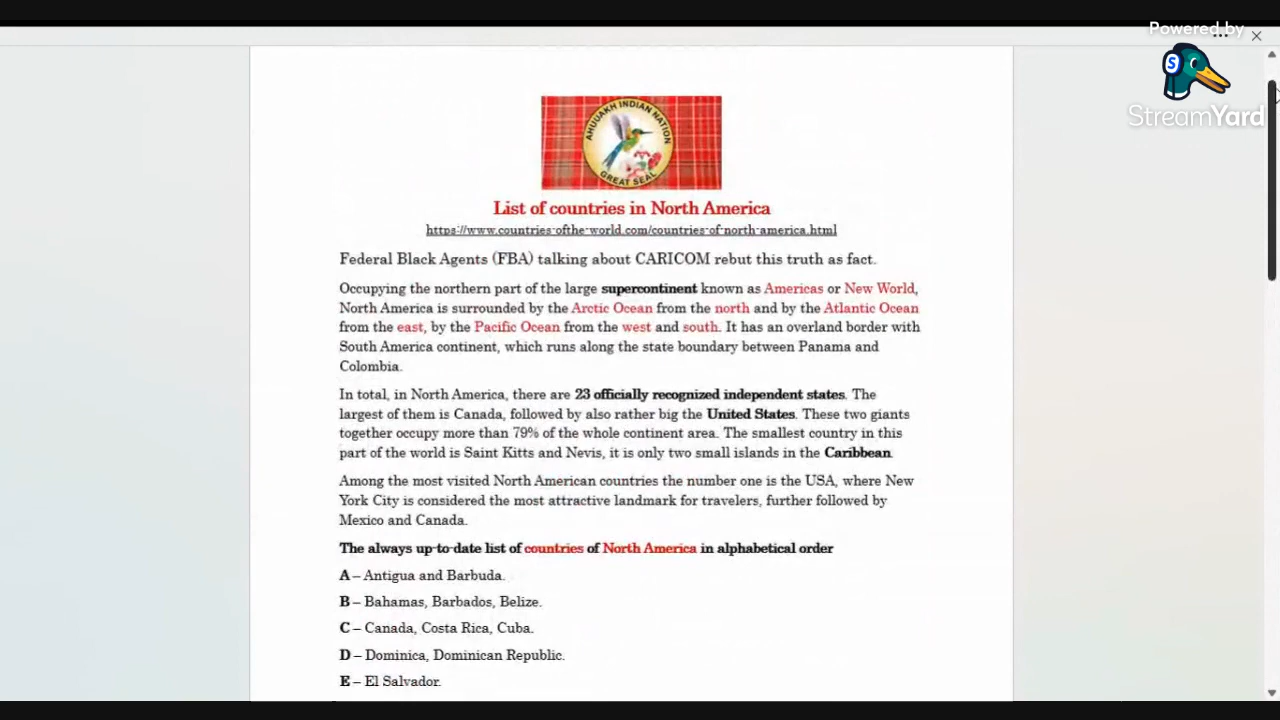 Powered by
StreamYard
AHUUAKH INDIAN NATION
GREAT SEAL
List of countries in North America
https://www.countries-ofthe-world.com/countries-of-north-america.html
Federal Black Agents (FBA) talking about CARICOM rebut this truth as fact.
Occupying the northern part of the large supercontinent known as Americas or New World,
North America is surrounded by the Arctic Ocean from the north and by the Atlantic Ocean
from the east, by the Pacific Ocean from the west and south. It has an overland border with
South America continent, which runs along the state boundary between Panama and
Colombia.
In total, in North America, there are 23 officially recognized independent states. The
largest of them is Canada, followed by also rather big the United States. These two giants
together occupy more than 79% of the whole continent area. The smallest country in this
part of the world is Saint Kitts and Nevis, it is only two small islands in the Caribbean.
Among the most visited North American countries the number one is the USA, where New
York City is considered the most attractive landmark for travelers, further followed by
Mexico and Canada.
The always up-to-date list of countries of North America in alphabetical order
A – Antigua and Barbuda.
B – Bahamas, Barbados, Belize.
C – Canada, Costa Rica, Cuba.
D – Dominica, Dominican Republic.
E – El Salvador.